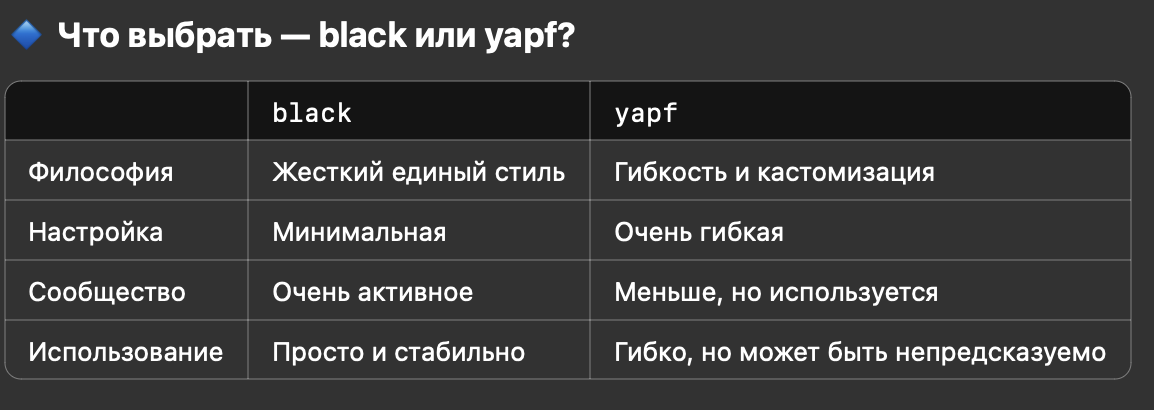 Что выбрать — black или yapf?
black yapf
Философия Жесткий единый стиль Гибкость и кастомизация
Настройка Минимальная Очень гибкая
Сообщество Очень активное Меньше, но используется
Использование Просто и стабильно Гибко, но может быть непредсказуемо